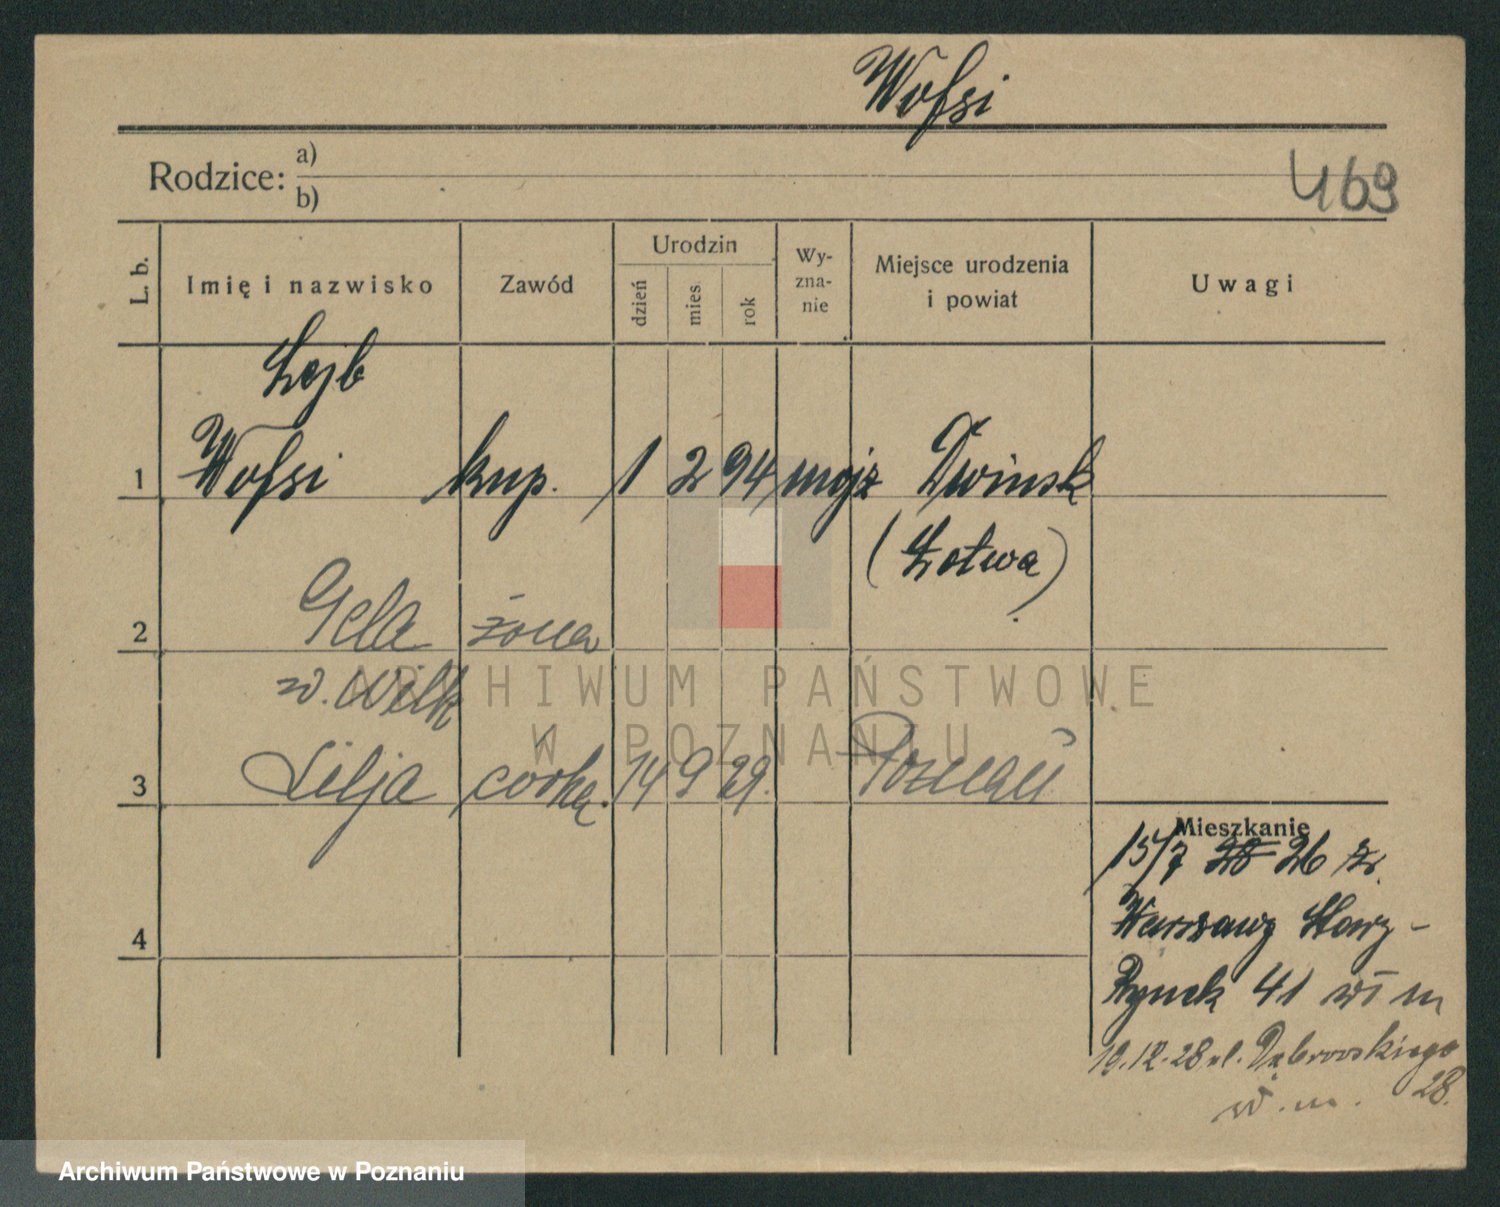 Wofsi
Rodzice: a)
b)
469
L. b.
Imię i nazwisko
Zawód
Urodzin
dzień
mies
rok
Wy-
zna-
nie
Miejsce urodzenia
i powiat
Uwagi
Lejb
1 Wofsi kup. 1 2 94 mojż Dwinsk
(Łotwa)
2 Gela żona
w. Wilk
3 Lilja córka. 14 9 29. Poznań
4
Mieszkanie
15/7 28 26 z.
Warszawy Stary-
Rynek 41 m
19.12.28 ul. Dąbrowskiego
28.
w. m.
ARCHIWUM PAŃSTWOWE
W POZNANIU
Archiwum Państwowe w Poznaniu